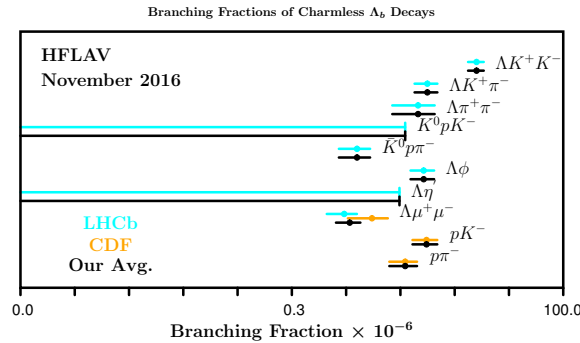 Branching Fractions of Charmless Λ_b Decays
HFLAV
November 2016
ΛK⁺K⁻
ΛK⁺π⁻
Λπ⁺π⁻
K⁰pK⁻
K̄⁰pπ⁻
Λϕ
Λη′
Λμ⁺μ⁻
pK⁻
pπ⁻
LHCb
CDF
Our Avg.
0.0 0.3 100.0
Branching Fraction × 10⁻⁶